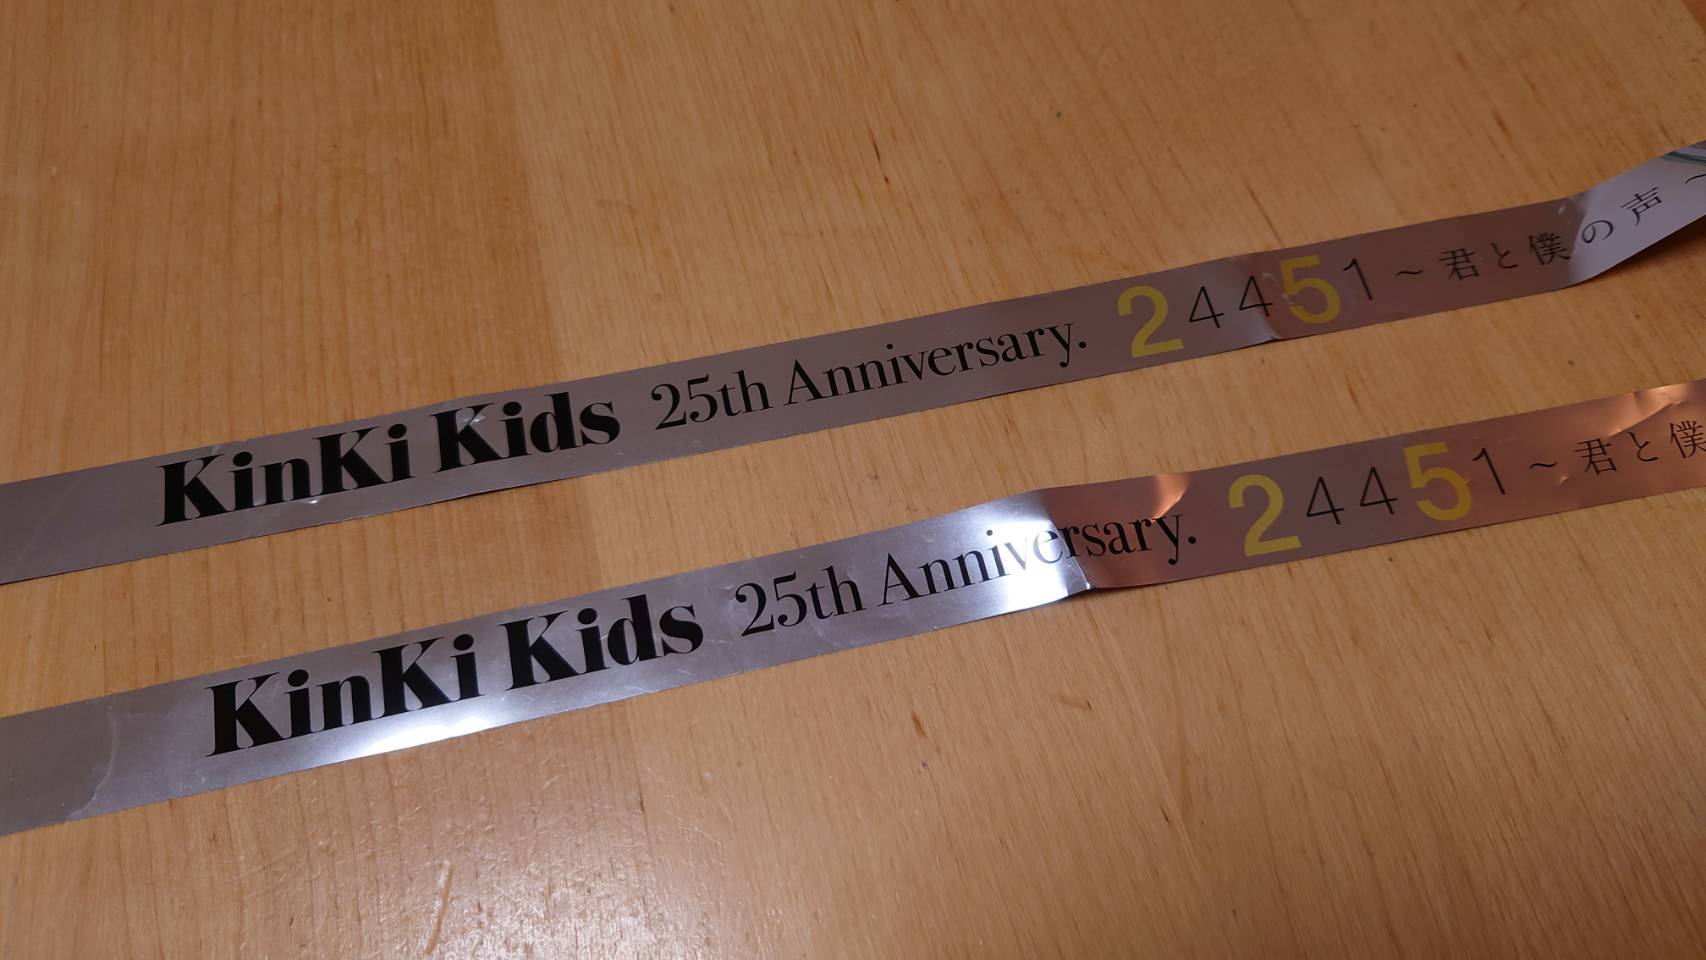 KinKi Kids 25th Anniversary. 24451 ~ 君と僕の声 ~
KinKi Kids 25th Anniversary. 24451 ~ 君と僕